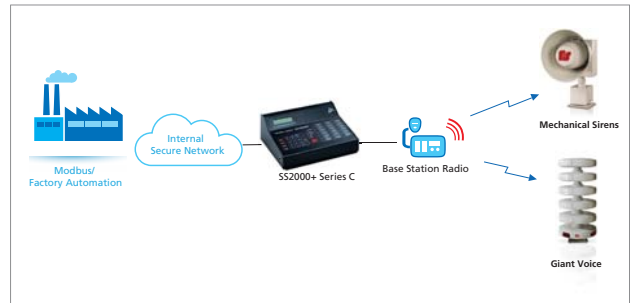 Modbus/
Factory Automation
Internal
Secure Network
SS2000+ Series C
Base Station Radio
Mechanical Sirens
Giant Voice